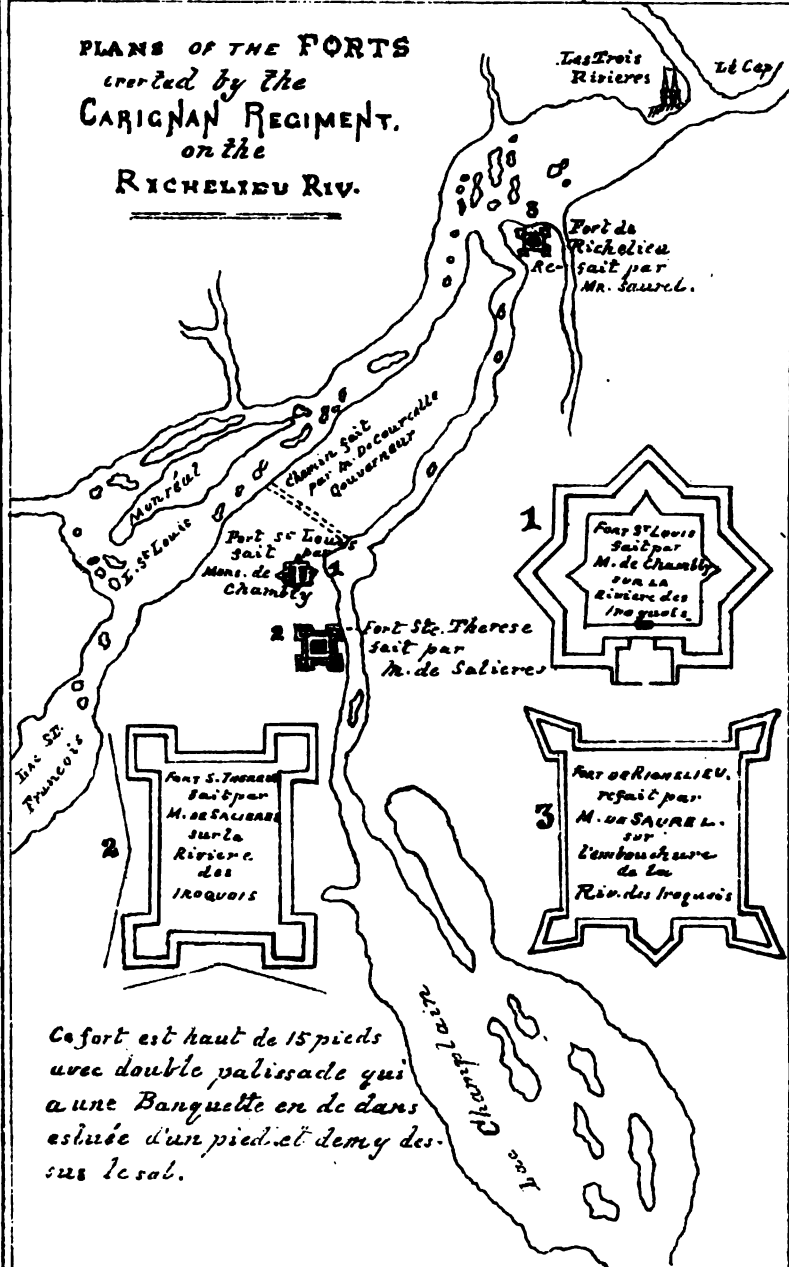 PLANS OF THE FORTS
erected by the
CARIGNAN REGIMENT.
on the
RICHELIEU RIV.
Les Trois
Rivieres
Le Cap
3
Fort de
Richelieu
Re-fait par
MR. Saurel.
Chemin fait
par M. De Courcelle
Gouverneur
Montréal
L. St Louis
Fort St Louis
fait par
Mons. de
Chambly
1
2
Fort Ste. Therese
fait par
M. de Salieres
Lac St.
Francois
1
FORT ST LOUIS
fait par
M. de Chambly
SUR LA
Riviere des
Iroquois
2
FORT S. THERESE
fait par
M. DE SALIERES
sur la
Riviere
des
IROQUOIS
3
FORT DE RICHELIEU.
refait par
M. DE SAUREL.
sur
l'embouchure
de la
Riv. des Iroquois
Lac Champlain
Ce fort est haut de 15 pieds
avec double palissade qui
a une Banquette en de dans
d'un pied et demy des-
sus le sol.